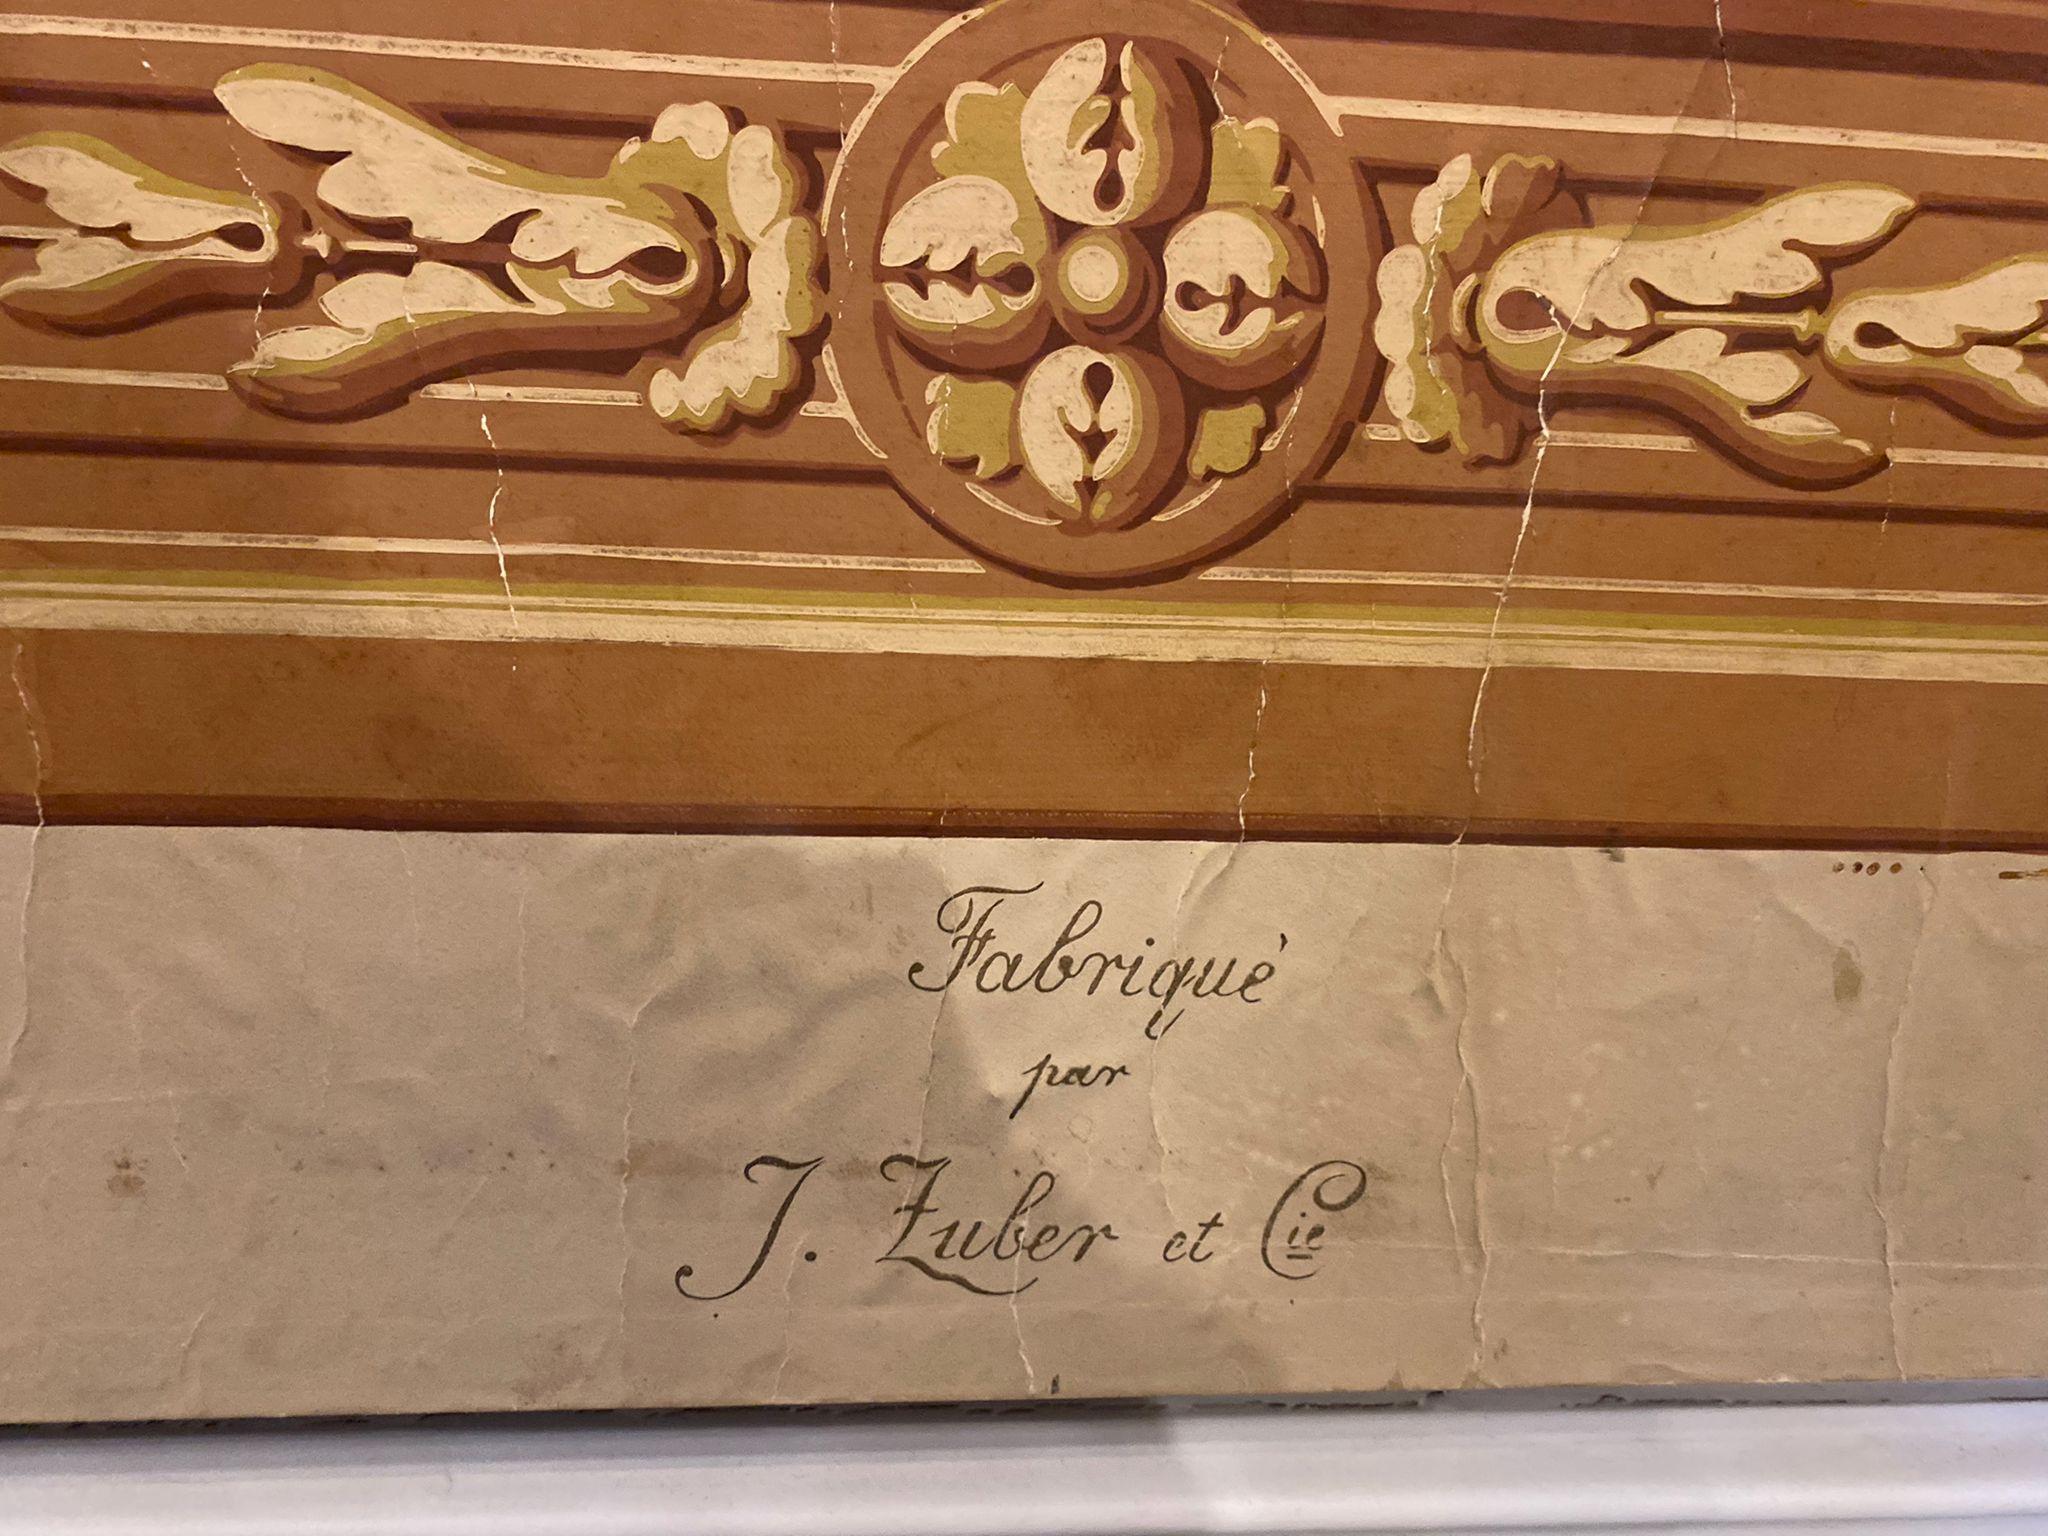 Fabriqué
par
J. Zuber et Cie